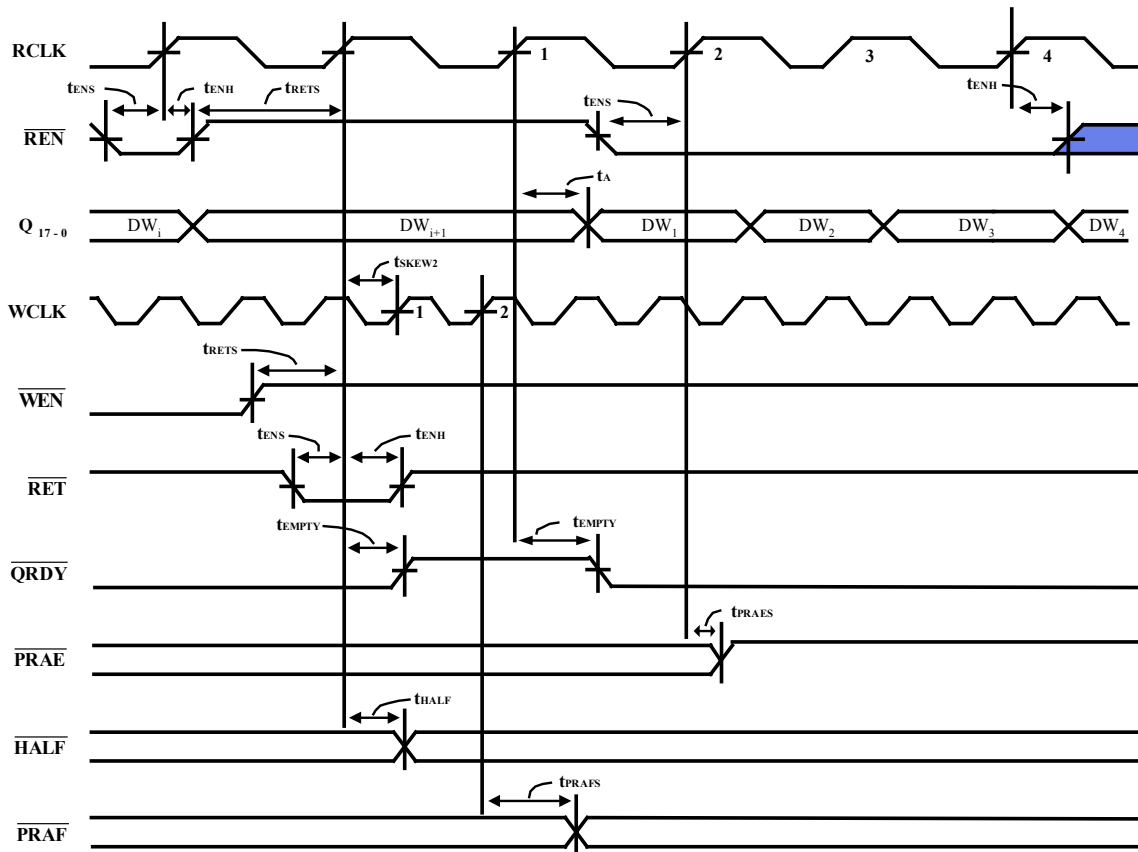 RCLK 1 2 3 4
tENS tENH tRETS tENS tENH
REN
tA
Q 17 - 0 DWi DWi+1 DW1 DW2 DW3 DW4
tSKEW2
WCLK 1 2
tRETS
WEN
tENS tENH
RET
tEMPTY tEMPTY
QRDY
tPRAES
PRAE
tHALF
HALF
tPRAFS
PRAF